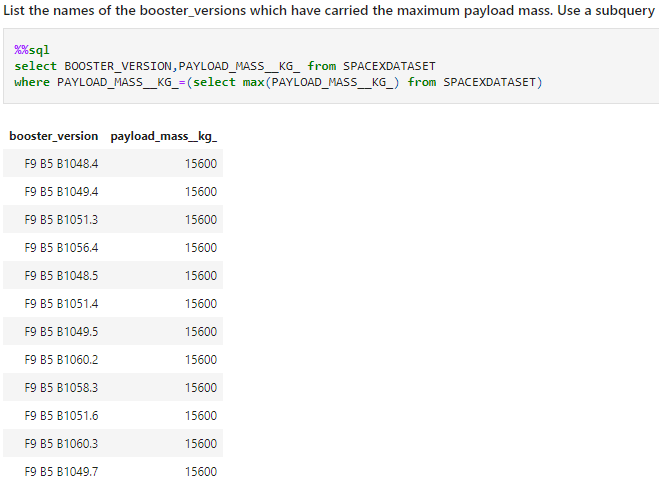 List the names of the booster_versions which have carried the maximum payload mass. Use a subquery
%%sql
select BOOSTER_VERSION,PAYLOAD_MASS__KG_ from SPACEXDATASET
where PAYLOAD_MASS__KG_=(select max(PAYLOAD_MASS__KG_) from SPACEXDATASET)
booster_version payload_mass__kg_
F9 B5 B1048.4 15600
F9 B5 B1049.4 15600
F9 B5 B1051.3 15600
F9 B5 B1056.4 15600
F9 B5 B1048.5 15600
F9 B5 B1051.4 15600
F9 B5 B1049.5 15600
F9 B5 B1060.2 15600
F9 B5 B1058.3 15600
F9 B5 B1051.6 15600
F9 B5 B1060.3 15600
F9 B5 B1049.7 15600